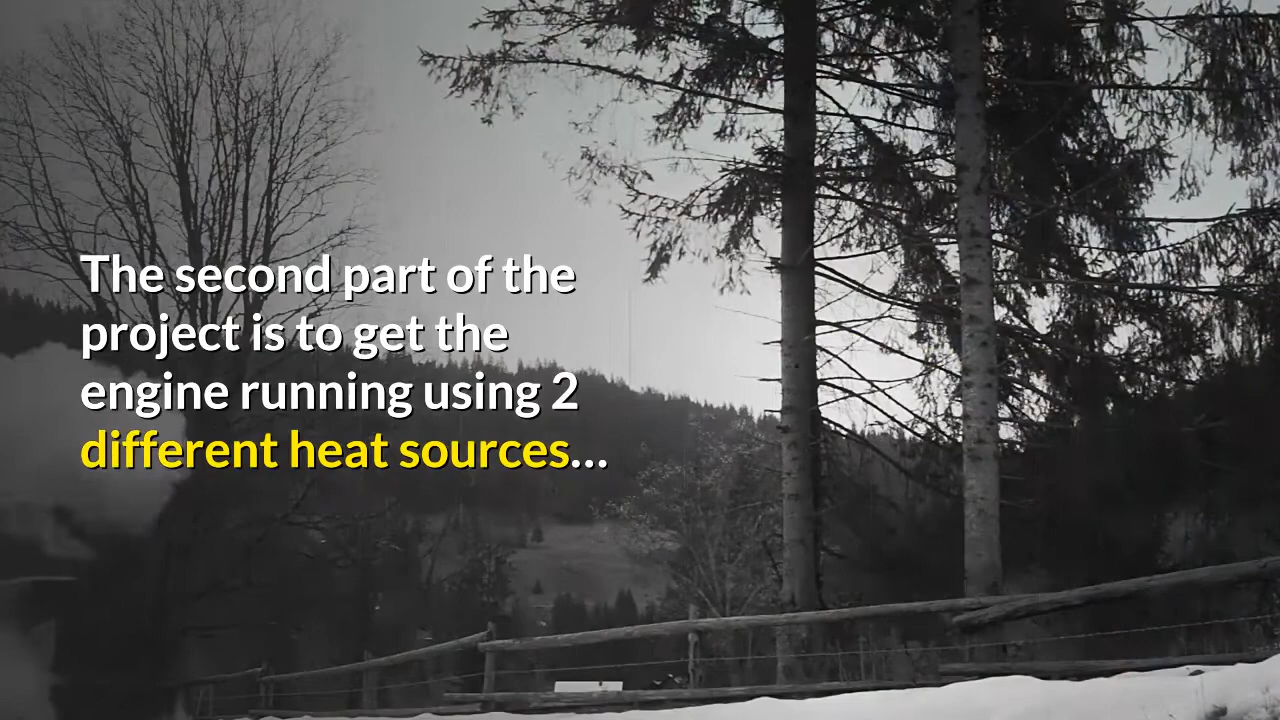 The second part of the
project is to get the
engine running using 2
different heat sources...